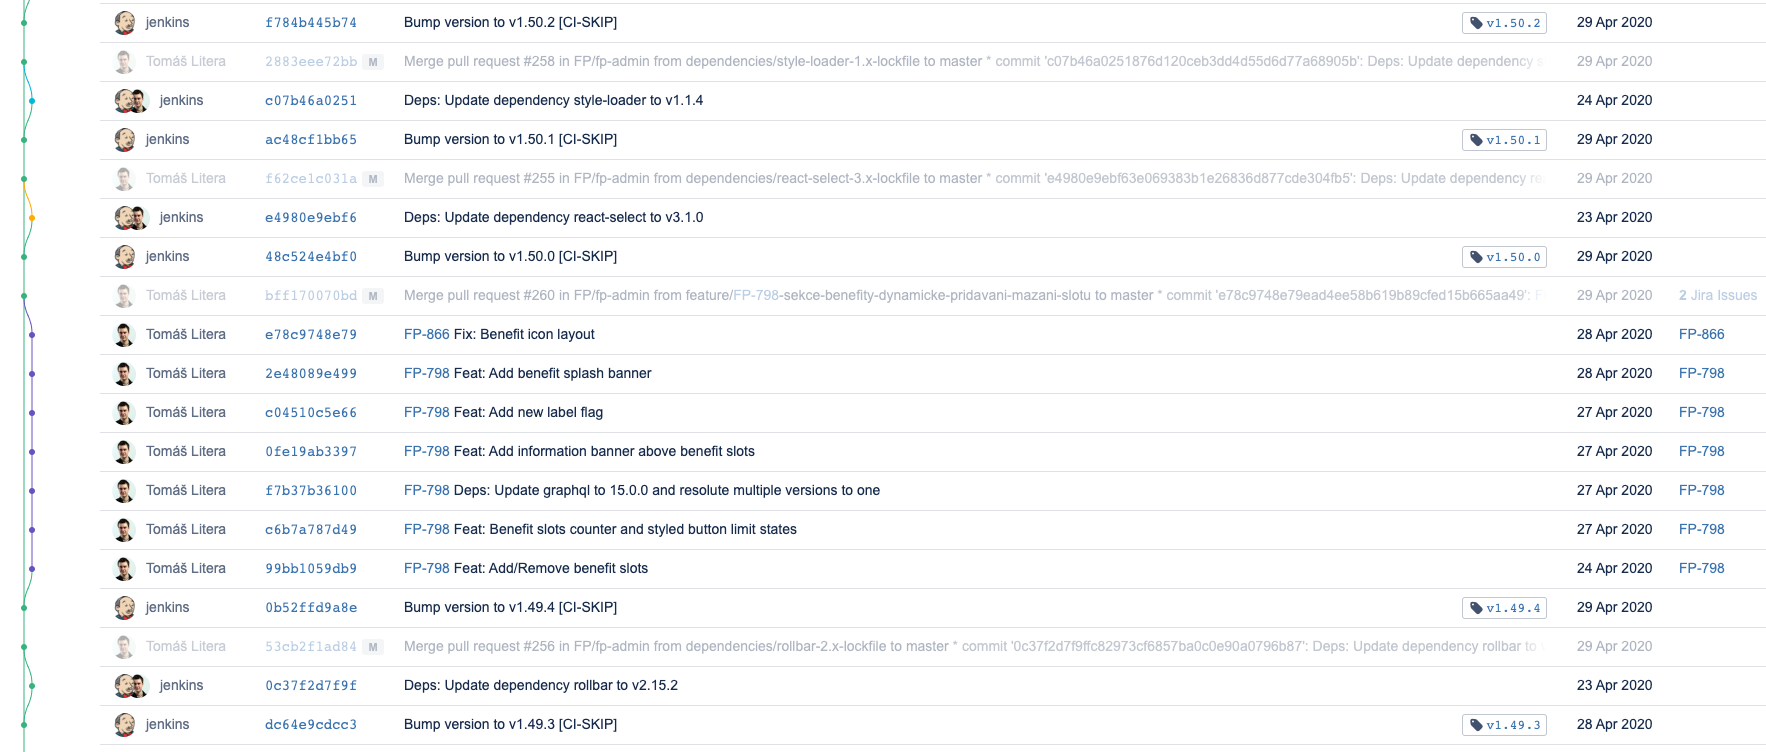 jenkins f784b445b74 Bump version to v1.50.2 [CI-SKIP] v1.50.2 29 Apr 2020
Tomáš Litera 2883eee72bb M Merge pull request #258 in FP/fp-admin from dependencies/style-loader-1.x-lockfile to master * commit 'c07b46a0251876d120ceb3dd4d55d6d77a68905b': Deps: Update dependency 29 Apr 2020
jenkins c07b46a0251 Deps: Update dependency style-loader to v1.1.4 24 Apr 2020
jenkins ac48cf1bb65 Bump version to v1.50.1 [CI-SKIP] v1.50.1 29 Apr 2020
Tomáš Litera f62ce1c031a M Merge pull request #255 in FP/fp-admin from dependencies/react-select-3.x-lockfile to master * commit 'e4980e9ebf63e069383b1e26836d877cde304fb5': Deps: Update dependency 29 Apr 2020
jenkins e4980e9ebf6 Deps: Update dependency react-select to v3.1.0 23 Apr 2020
jenkins 48c524e4bf0 Bump version to v1.50.0 [CI-SKIP] v1.50.0 29 Apr 2020
Tomáš Litera bff170070bd M Merge pull request #260 in FP/fp-admin from feature/FP-798-sekce-benefity-dynamicke-pridavani-mazani-slotu to master * commit 'e78c9748e79ead4ee58b619b89cfed15b665aa49': 29 Apr 2020 2 Jira Issues
Tomáš Litera e78c9748e79 FP-866 Fix: Benefit icon layout 28 Apr 2020 FP-866
Tomáš Litera 2e48089e499 FP-798 Feat: Add benefit splash banner 28 Apr 2020 FP-798
Tomáš Litera c04510c5e66 FP-798 Feat: Add new label flag 27 Apr 2020 FP-798
Tomáš Litera 0fe19ab3397 FP-798 Feat: Add information banner above benefit slots 27 Apr 2020 FP-798
Tomáš Litera f7b37b36100 FP-798 Deps: Update graphql to 15.0.0 and resolute multiple versions to one 27 Apr 2020 FP-798
Tomáš Litera c6b7a787d49 FP-798 Feat: Benefit slots counter and styled button limit states 27 Apr 2020 FP-798
Tomáš Litera 99bb1059db9 FP-798 Feat: Add/Remove benefit slots 24 Apr 2020 FP-798
jenkins 0b52ffd9a8e Bump version to v1.49.4 [CI-SKIP] v1.49.4 29 Apr 2020
Tomáš Litera 53cb2f1ad84 M Merge pull request #256 in FP/fp-admin from dependencies/rollbar-2.x-lockfile to master * commit '0c37f2d7f9ffc82973cf6857ba0c0e90a0796b87': Deps: Update dependency rollbar to 29 Apr 2020
jenkins 0c37f2d7f9f Deps: Update dependency rollbar to v2.15.2 23 Apr 2020
jenkins dc64e9cdcc3 Bump version to v1.49.3 [CI-SKIP] v1.49.3 28 Apr 2020